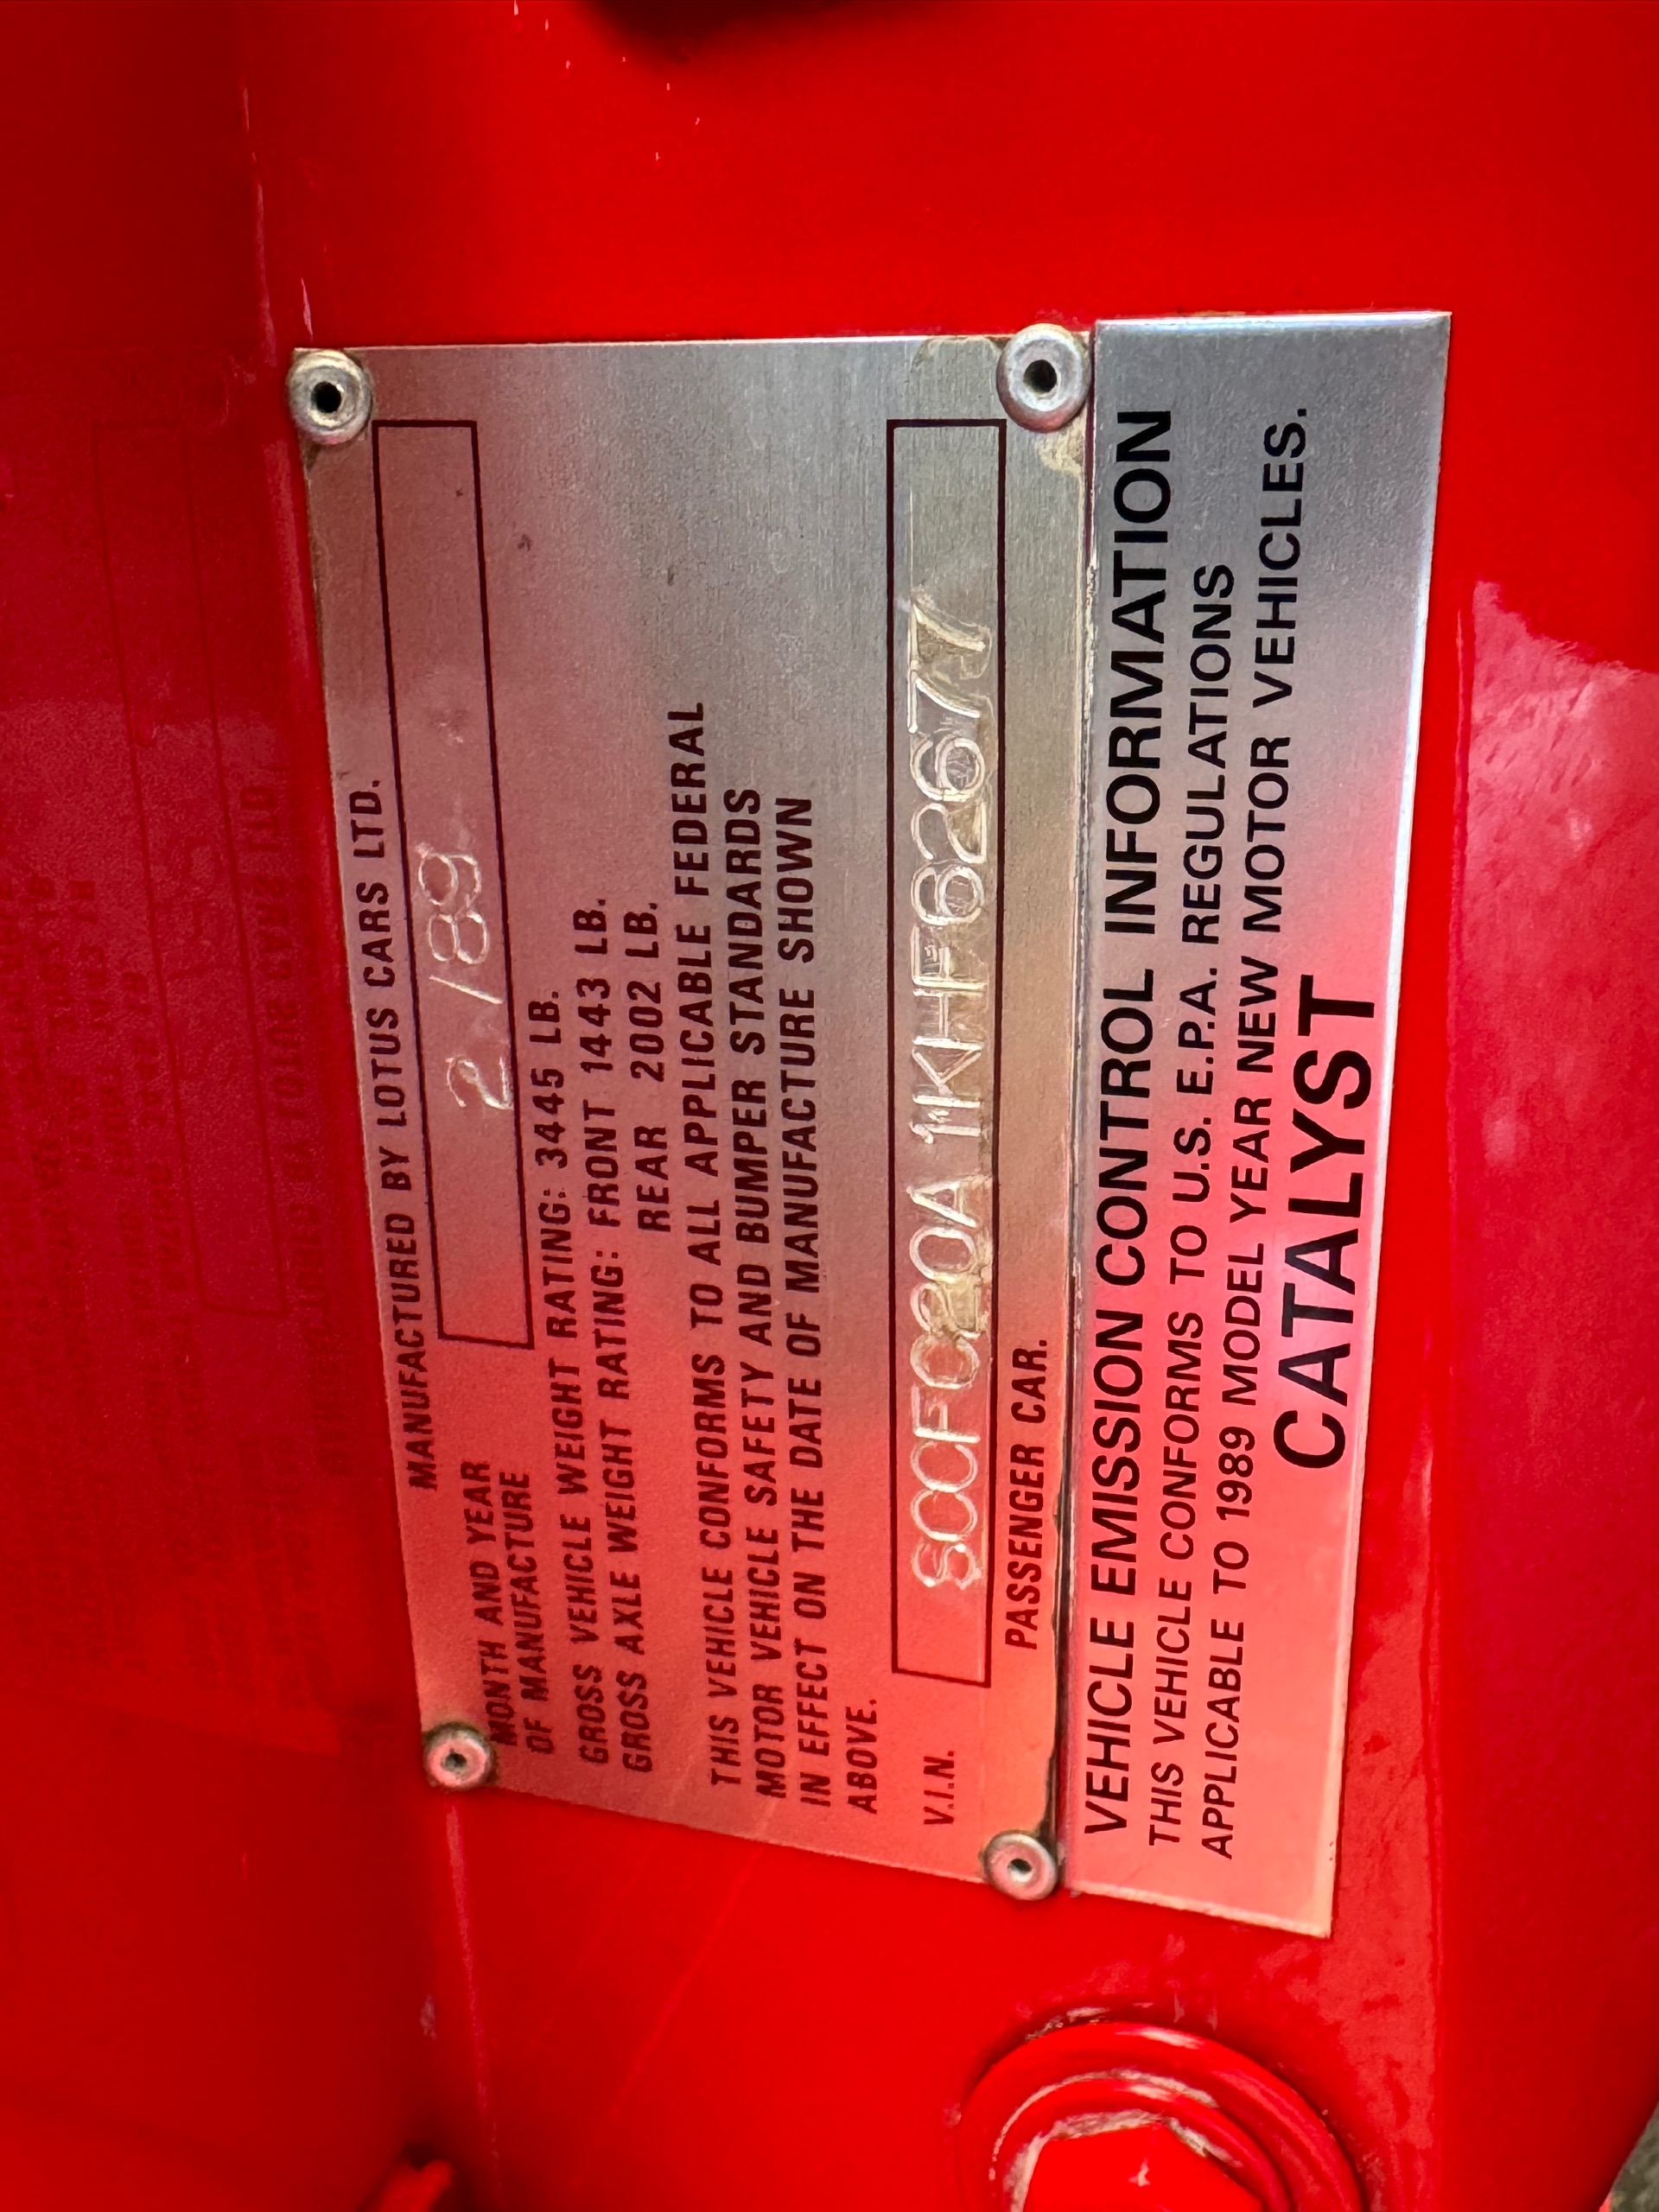 MANUFACTURED BY LOTUS CARS LTD.
MONTH AND YEAR
OF MANUFACTURE
2/89
GROSS VEHICLE WEIGHT RATING: 3445 LB.
GROSS AXLE WEIGHT RATING: FRONT 1443 LB.
REAR 2002 LB.
THIS VEHICLE CONFORMS TO ALL APPLICABLE FEDERAL
MOTOR VEHICLE SAFETY AND BUMPER STANDARDS
IN EFFECT ON THE DATE OF MANUFACTURE SHOWN
ABOVE.
V.I.N. SCCFC20A1KHF62677
PASSENGER CAR.
VEHICLE EMISSION CONTROL INFORMATION
THIS VEHICLE CONFORMS TO U.S. E.P.A. REGULATIONS
APPLICABLE TO 1989 MODEL YEAR NEW MOTOR VEHICLES.
CATALYST